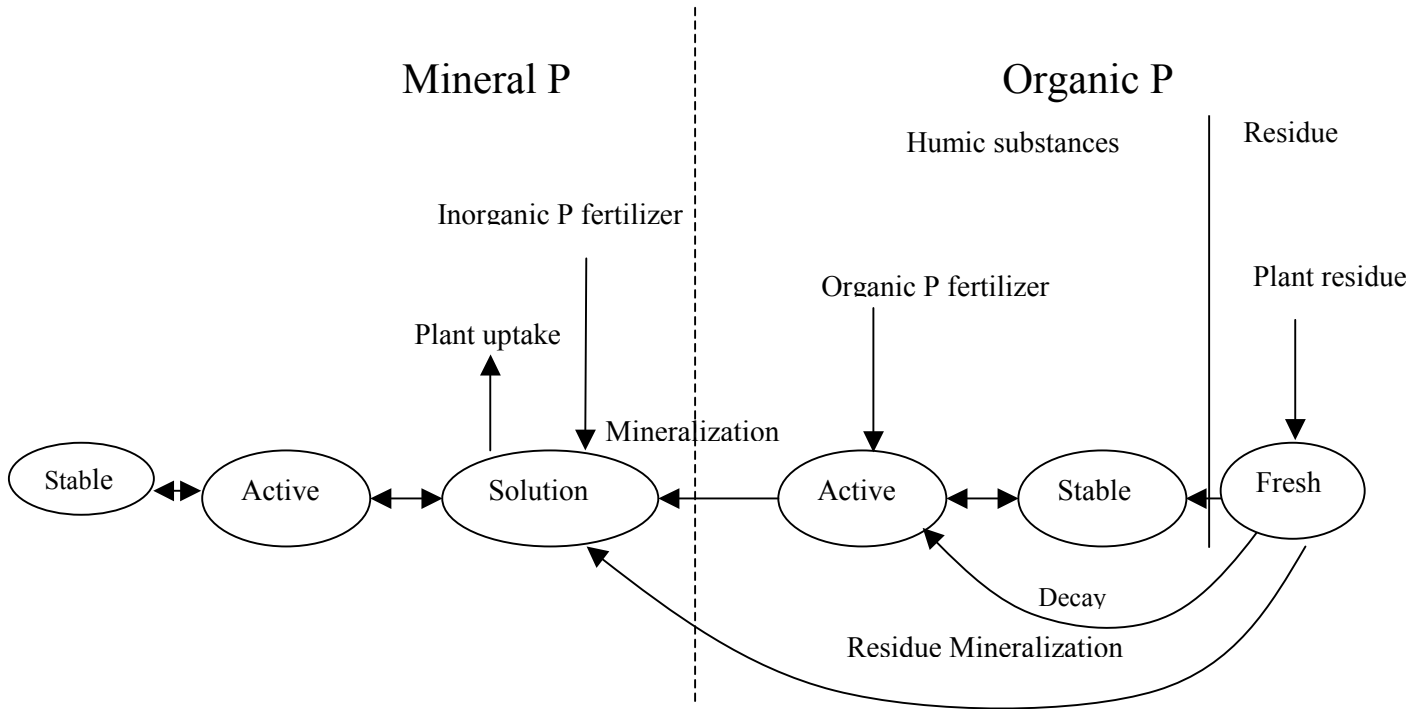 Mineral P
Organic P
Humic substances
Residue
Inorganic P fertilizer
Organic P fertilizer
Plant residue
Plant uptake
Mineralization
Stable
Active
Solution
Active
Stable
Fresh
Decay
Residue Mineralization